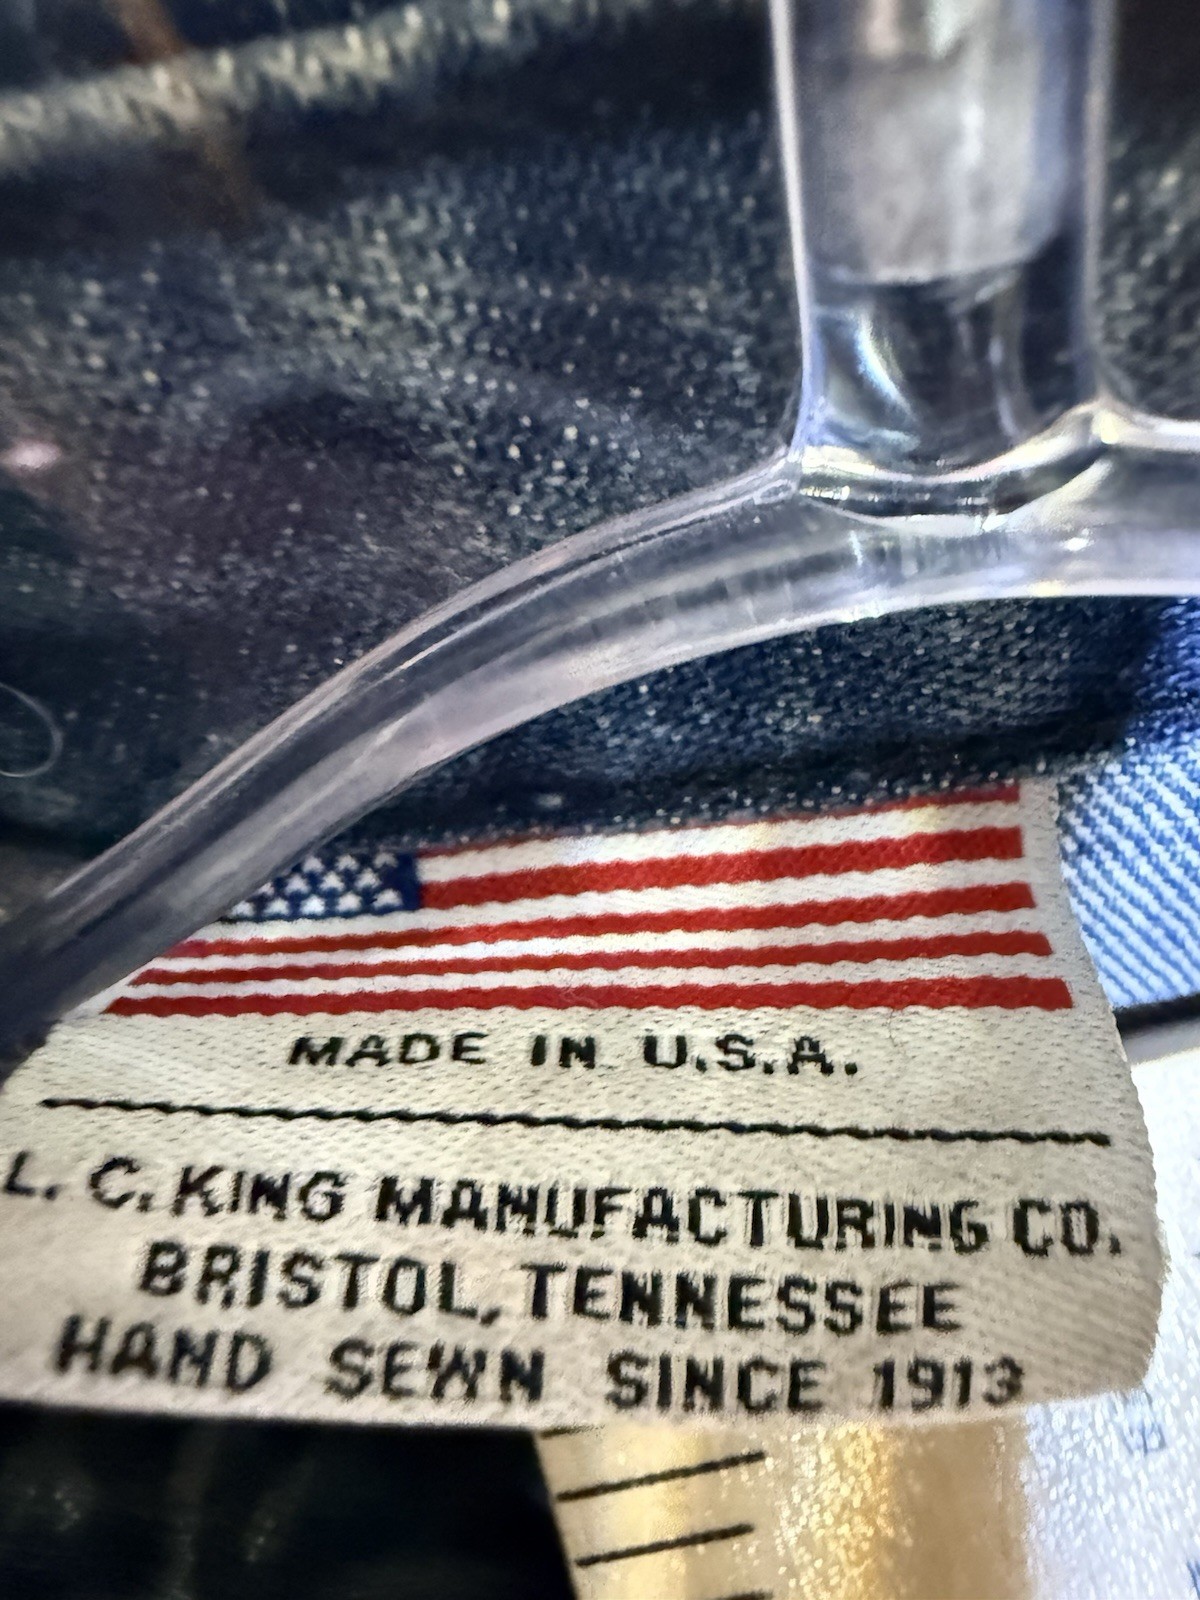 MADE IN U.S.A.
L. C. KING MANUFACTURING CO.
BRISTOL, TENNESSEE
HAND SEWN SINCE 1913